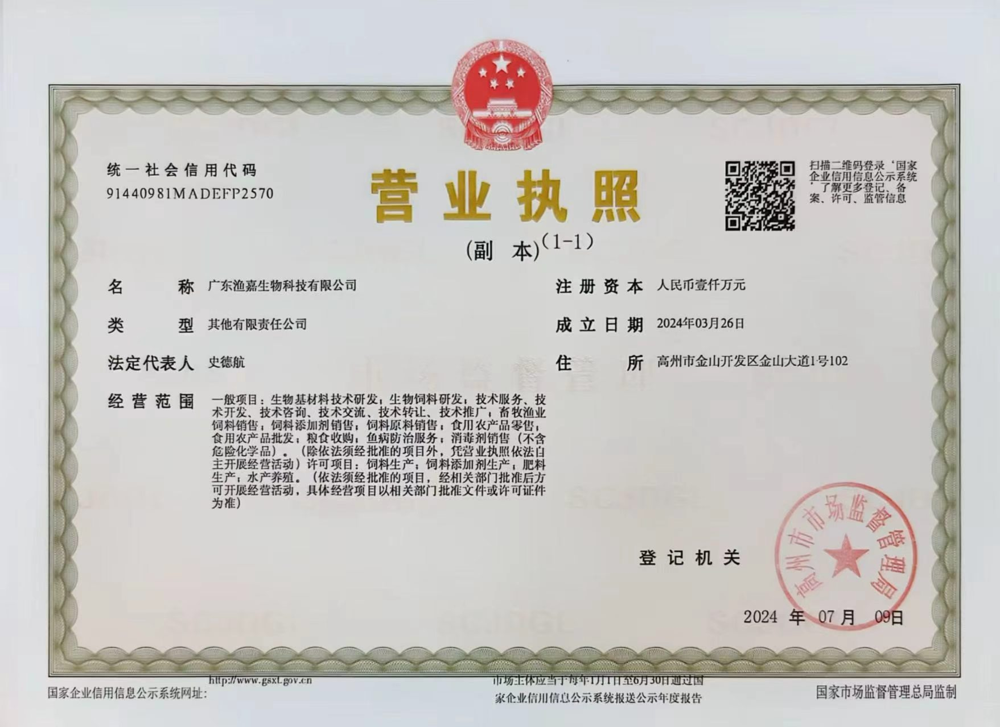 统一社会信用代码
91440981MADEFP2570
营业执照
(副 本)(1-1)
扫描二维码登录‘国家
企业信用信息公示系统
’了解更多登记、备
案、许可、监管信息
名 称 广东渔嘉生物科技有限公司
注册资本 人民币壹仟万元
类 型 其他有限责任公司
成立日期 2024年03月26日
法定代表人 史德航
住 所 高州市金山开发区金山大道1号102
经营范围 一般项目：生物基材料技术研发；生物饲料研发；技术服务、技
术开发、技术咨询、技术交流、技术转让、技术推广；畜牧渔业
饲料销售；饲料添加剂销售；饲料原料销售；食用农产品零售；
食用农产品批发；粮食收购；鱼病防治服务；消毒剂销售（不含
危险化学品）。（除依法须经批准的项目外，凭营业执照依法自
主开展经营活动）许可项目：饲料生产；饲料添加剂生产；肥料
生产；水产养殖。（依法须经批准的项目，经相关部门批准后方
可开展经营活动，具体经营项目以相关部门批准文件或许可证件
为准）
登记机关
高州市市场监督管理局
2024 年 07 月 09日
http://www.gsxt.gov.cn
国家企业信用信息公示系统网址：
市场主体应当于每年1月1日至6月30日通过国
家企业信用信息公示系统报送公示年度报告
国家市场监督管理总局监制